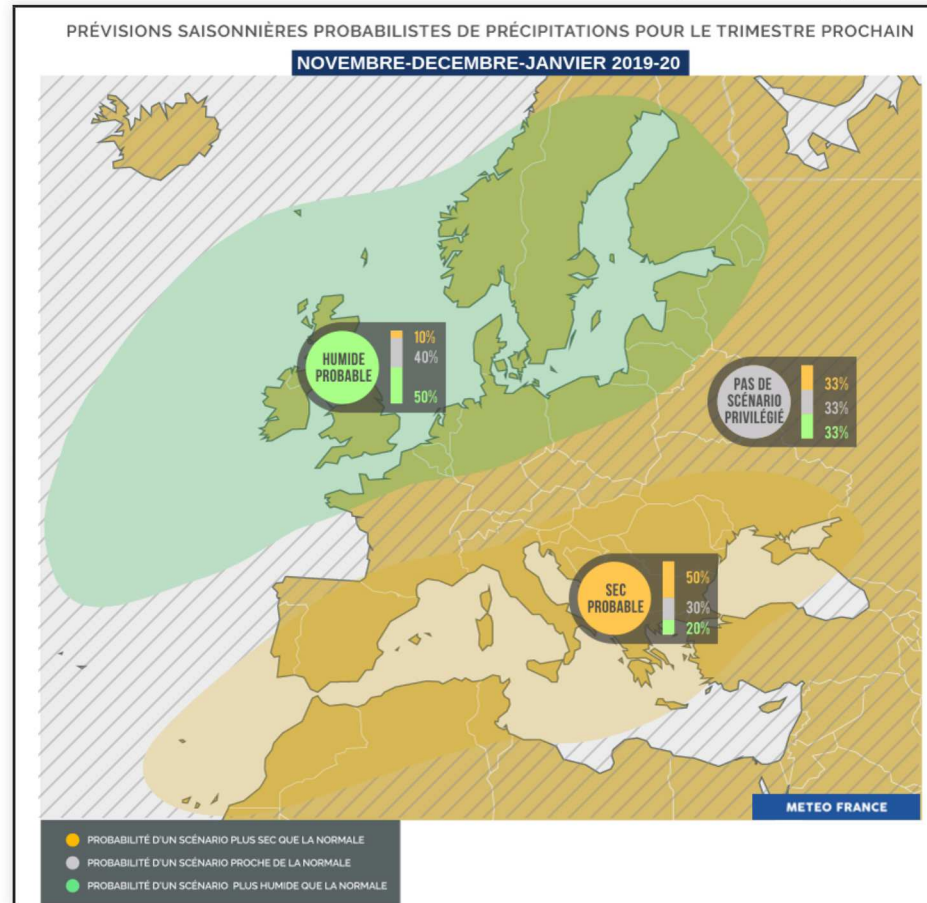 PRÉVISIONS SAISONNIÈRES PROBABILISTES DE PRÉCIPITATIONS POUR LE TRIMESTRE PROCHAIN
NOVEMBRE-DECEMBRE-JANVIER 2019-20
HUMIDE
PROBABLE
10%
40%
50%
PAS DE
SCÉNARIO
PRIVILÉGIÉ
33%
33%
33%
SEC
PROBABLE
50%
30%
20%
METEO FRANCE
PROBABILITÉ D'UN SCÉNARIO PLUS SEC QUE LA NORMALE
PROBABILITÉ D'UN SCÉNARIO PROCHE DE LA NORMALE
PROBABILITÉ D'UN SCÉNARIO PLUS HUMIDE QUE LA NORMALE